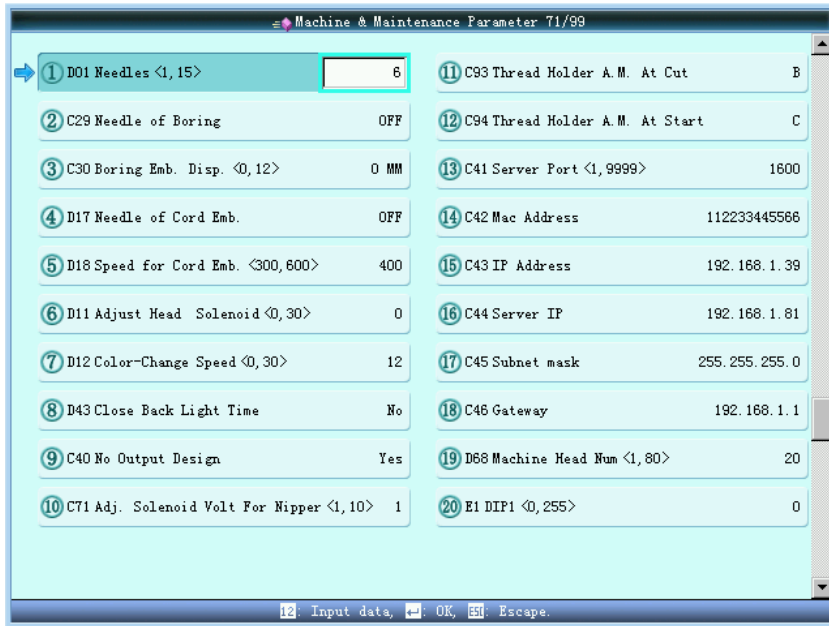 Machine & Maintenance Parameter 71/99
1 D01 Needles <1,15> 6
2 C29 Needle of Boring OFF
3 C30 Boring Emb. Disp. <0,12> 0 MM
4 D17 Needle of Cord Emb. OFF
5 D18 Speed for Cord Emb. <300,600> 400
6 D11 Adjust Head Solenoid <0,30> 0
7 D12 Color-Change Speed <0,30> 12
8 D43 Close Back Light Time No
9 C40 No Output Design Yes
10 C71 Adj. Solenoid Volt For Nipper <1,10> 1
11 C93 Thread Holder A.M. At Cut B
12 C94 Thread Holder A.M. At Start C
13 C41 Server Port <1,9999> 1600
14 C42 Mac Address 112233445566
15 C43 IP Address 192.168.1.39
16 C44 Server IP 192.168.1.81
17 C45 Subnet mask 255.255.255.0
18 C46 Gateway 192.168.1.1
19 D68 Machine Head Num <1,80> 20
20 E1 DIP1 <0,255> 0
12: Input data, ↵: OK, ESC: Escape.